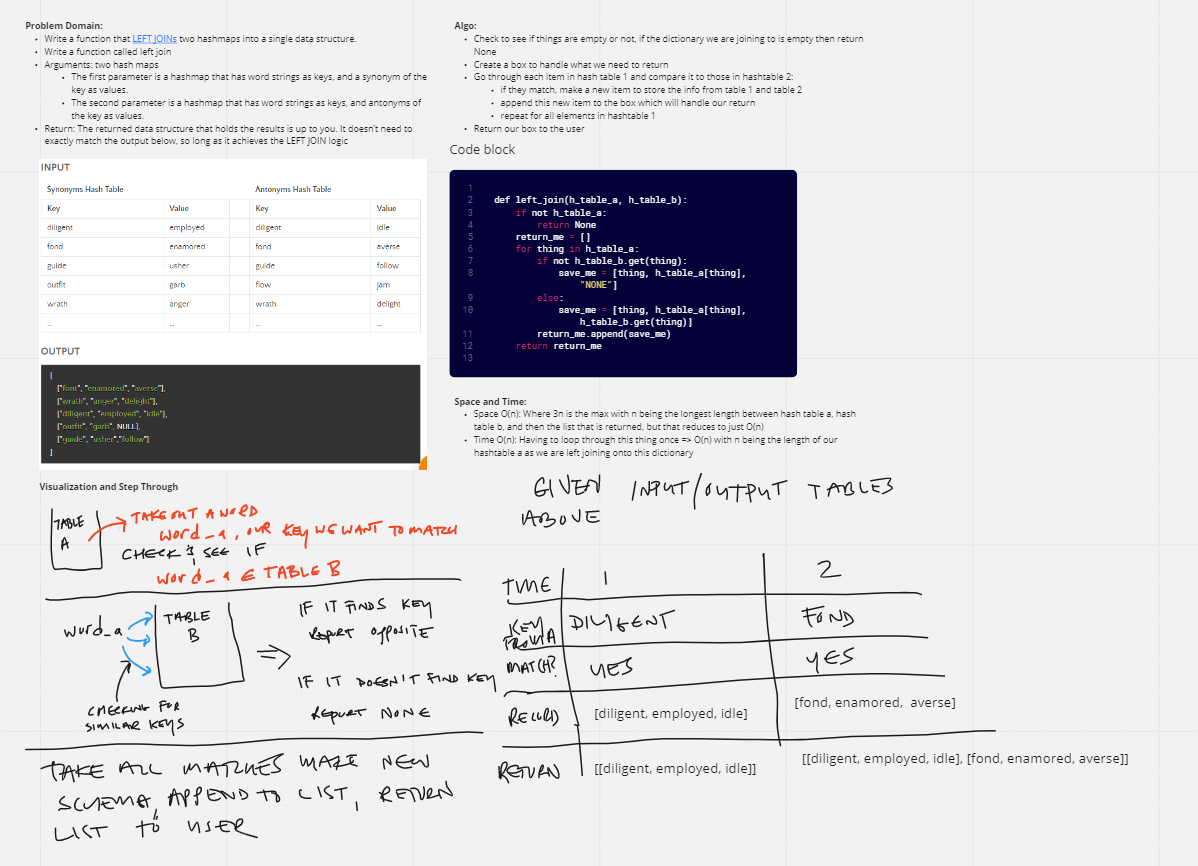 Problem Domain:
Write a function that LEFT JOINs two hashmaps into a single data structure.
Write a function called left join
Arguments: two hash maps
The first parameter is a hashmap that has word strings as keys, and a synonym of the
key as values.
The second parameter is a hashmap that has word strings as keys, and antonyms of
the key as values.
Return: The returned data structure that holds the results is up to you. It doesn't need to
exactly match the output below, so long as it achieves the LEFT JOIN logic
INPUT
Synonyms Hash Table Antonyms Hash Table
Key Value Key Value
diligent employed diligent idle
fond enamored fond averse
guide usher guide follow
outfit garb flow jam
wrath anger wrath delight
... ... ... ...
OUTPUT
[
["font", "enamored", "averse"],
["wrath", "anger", "delight"],
["diligent", "employed", "idle"],
["outfit", "garb", NULL],
["guide", "usher","follow"]
]
Algo:
Check to see if things are empty or not, if the dictionary we are joining to is empty then return
None
Create a box to handle what we need to return
Go through each item in hash table 1 and compare it to those in hashtable 2:
if they match, make a new item to store the info from table 1 and table 2
append this new item to the box which will handle our return
repeat for all elements in hashtable 1
Return our box to the user
Code block
1
2 def left_join(h_table_a, h_table_b):
3 if not h_table_a:
4 return None
5 return_me = []
6 for thing in h_table_a:
7 if not h_table_b.get(thing):
8 save_me = [thing, h_table_a[thing],
"NONE"]
9 else:
10 save_me = [thing, h_table_a[thing],
h_table_b.get(thing)]
11 return_me.append(save_me)
12 return return_me
13
Space and Time:
Space O(n): Where 3n is the max with n being the longest length between hash table a, hash
table b, and then the list that is returned, but that reduces to just O(n)
Time O(n): Having to loop through this thing once => O(n) with n being the length of our
hashtable a as we are left joining onto this dictionary
Visualization and Step Through
TABLE
A
TAKE OUT A WORD
word_a, OUR KEY WE WANT TO MATCH
CHECK & SEE IF
word_a ∈ TABLE B
word_a
TABLE
B
CHECKING FOR
SIMILAR KEYS
IF IT FINDS KEY
REPORT OPPOSITE
IF IT DOESN'T FIND KEY
REPORT NONE
TAKE ALL MATCHES MAKE NEW
SCHEMA, APPEND TO LIST, RETURN
LIST TO USER
GIVEN INPUT/OUTPUT TABLES
ABOVE
TIME 1 2
KEY
FROM A DILIGENT FOND
MATCH? YES YES
RECORD [diligent, employed, idle] [fond, enamored, averse]
RETURN [[diligent, employed, idle]] [[diligent, employed, idle], [fond, enamored, averse]]